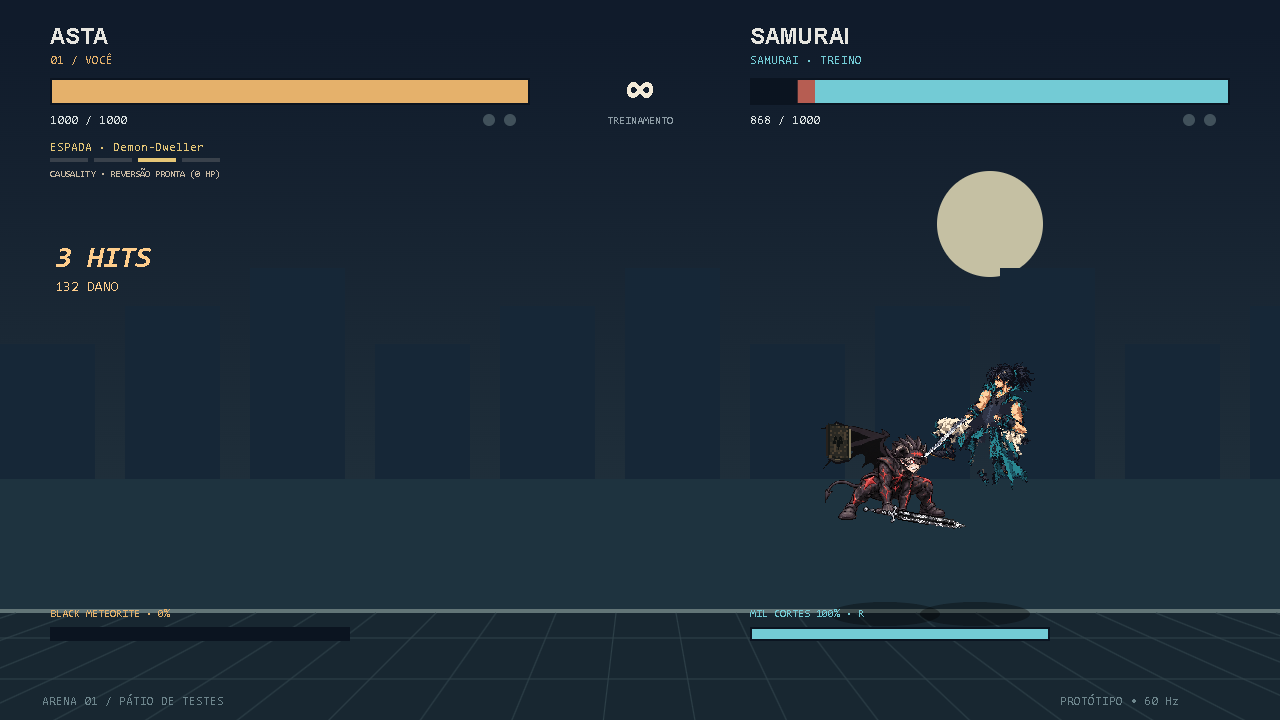 ASTA
01 / VOCÊ
1000 / 1000
ESPADA · Demon-Dweller
CAUSALITY · REVERSÃO PRONTA (0 HP)
3 HITS
132 DANO
∞
TREINAMENTO
SAMURAI
SAMURAI · TREINO
868 / 1000
BLACK METEORITE · 0%
MIL CORTES 100% · R
ARENA 01 / PÁTIO DE TESTES
PROTÓTIPO • 60 Hz